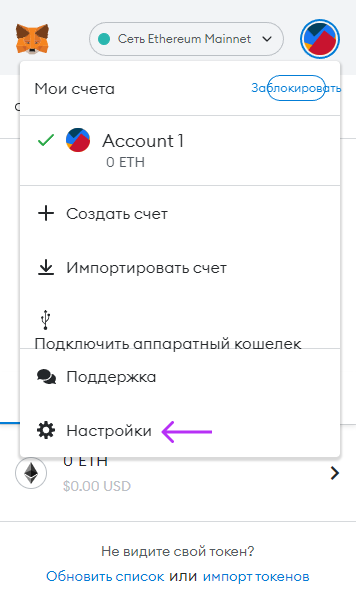 Сеть Ethereum Mainnet
Мои счета
Заблокировать
Account 1
0 ETH
Создать счет
Импортировать счет
Подключить аппаратный кошелек
Поддержка
Настройки
0 ETH
$0.00 USD
Не видите свой токен?
Обновить список или импорт токенов